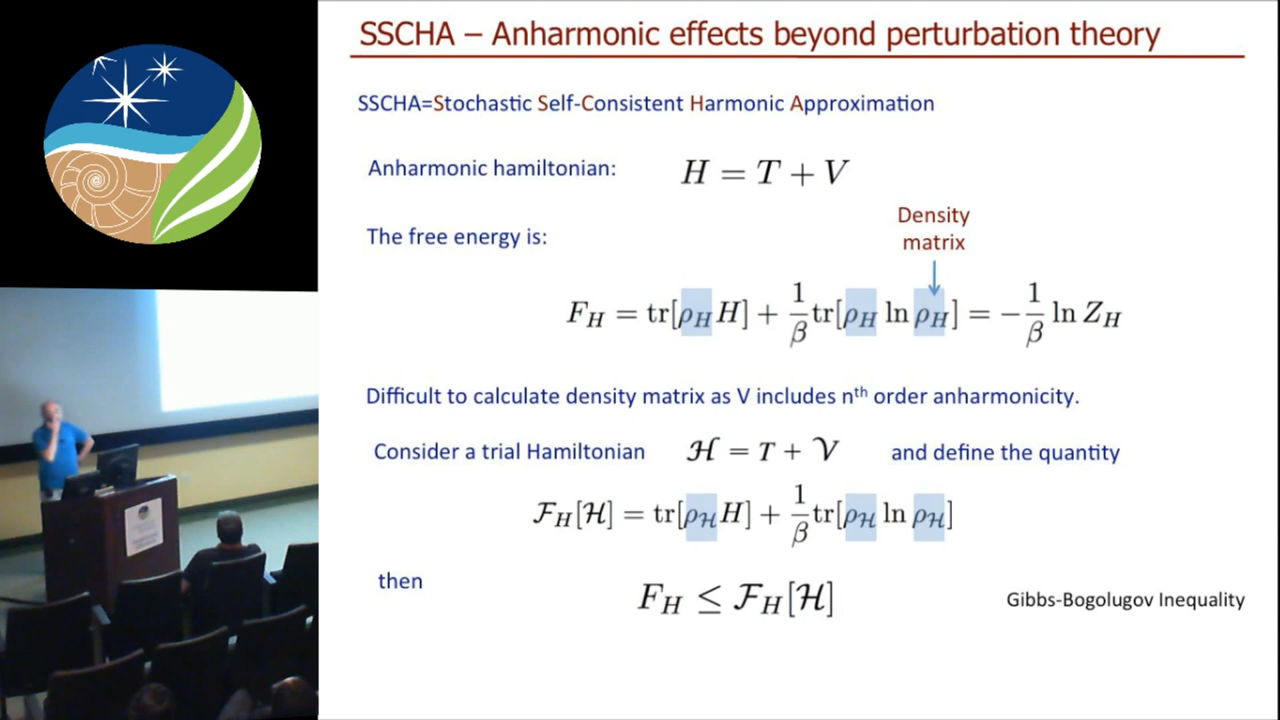 SSCHA – Anharmonic effects beyond perturbation theory
SSCHA=Stochastic Self-Consistent Harmonic Approximation
Anharmonic hamiltonian: H = T + V
Density
matrix
The free energy is:
F_H = tr[ρ_H H] + 1/β tr[ρ_H ln ρ_H] = − 1/β ln Z_H
Difficult to calculate density matrix as V includes nᵗʰ order anharmonicity.
Consider a trial Hamiltonian ℋ = T + 𝒱 and define the quantity
ℱ_H[ℋ] = tr[ρ_ℋ H] + 1/β tr[ρ_ℋ ln ρ_ℋ]
then F_H ≤ ℱ_H[ℋ] Gibbs-Bogolugov Inequality